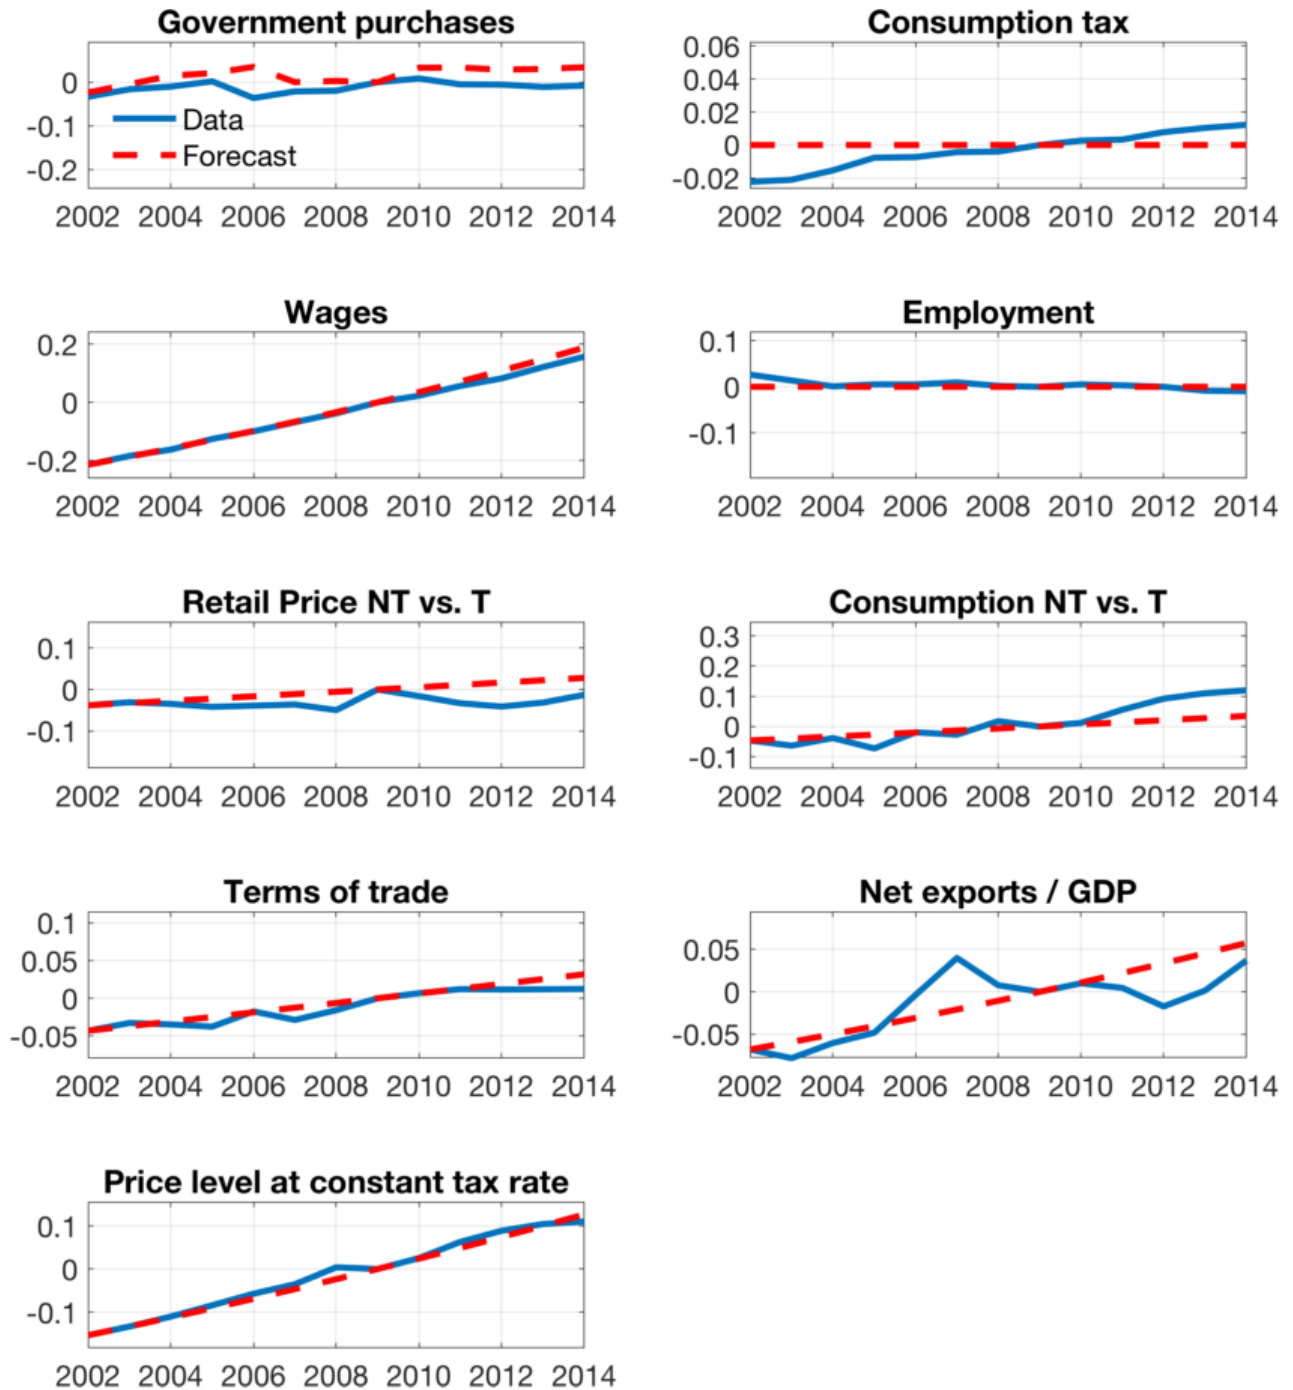 Government purchases
0
-0.1
-0.2
Data
Forecast
2002 2004 2006 2008 2010 2012 2014
Consumption tax
0.06
0.04
0.02
0
-0.02
2002 2004 2006 2008 2010 2012 2014
Wages
0.2
0
-0.2
2002 2004 2006 2008 2010 2012 2014
Employment
0.1
0
-0.1
2002 2004 2006 2008 2010 2012 2014
Retail Price NT vs. T
0.1
0
-0.1
2002 2004 2006 2008 2010 2012 2014
Consumption NT vs. T
0.3
0.2
0.1
0
-0.1
2002 2004 2006 2008 2010 2012 2014
Terms of trade
0.1
0.05
0
-0.05
2002 2004 2006 2008 2010 2012 2014
Net exports / GDP
0.05
0
-0.05
2002 2004 2006 2008 2010 2012 2014
Price level at constant tax rate
0.1
0
-0.1
2002 2004 2006 2008 2010 2012 2014